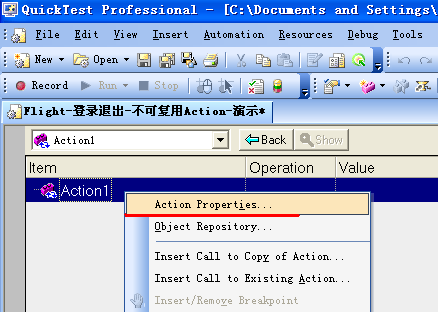 QuickTest Professional - [C:\Documents and Settings\
File Edit View Insert Automation Resources Debug Tools
New Open
Record Run Stop
Flight-登录退出-不可复用Action-演示*
Action1 Back Show
Item Operation Value
Action1
Action Properties...
Object Repository...
Insert Call to Copy of Action...
Insert Call to Existing Action...
Insert/Remove Breakpoint